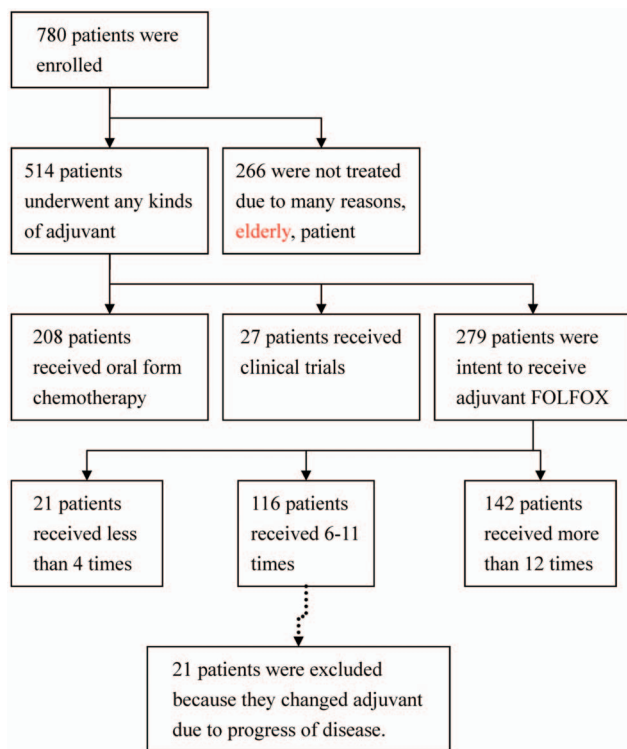 780 patients were
enrolled
514 patients
underwent any kinds
of adjuvant
266 were not treated
due to many reasons,
elderly, patient
208 patients
received oral form
chemotherapy
27 patients received
clinical trials
279 patients were
intent to receive
adjuvant FOLFOX
21 patients
received less
than 4 times
116 patients
received 6-11
times
142 patients
received more
than 12 times
21 patients were excluded
because they changed adjuvant
due to progress of disease.